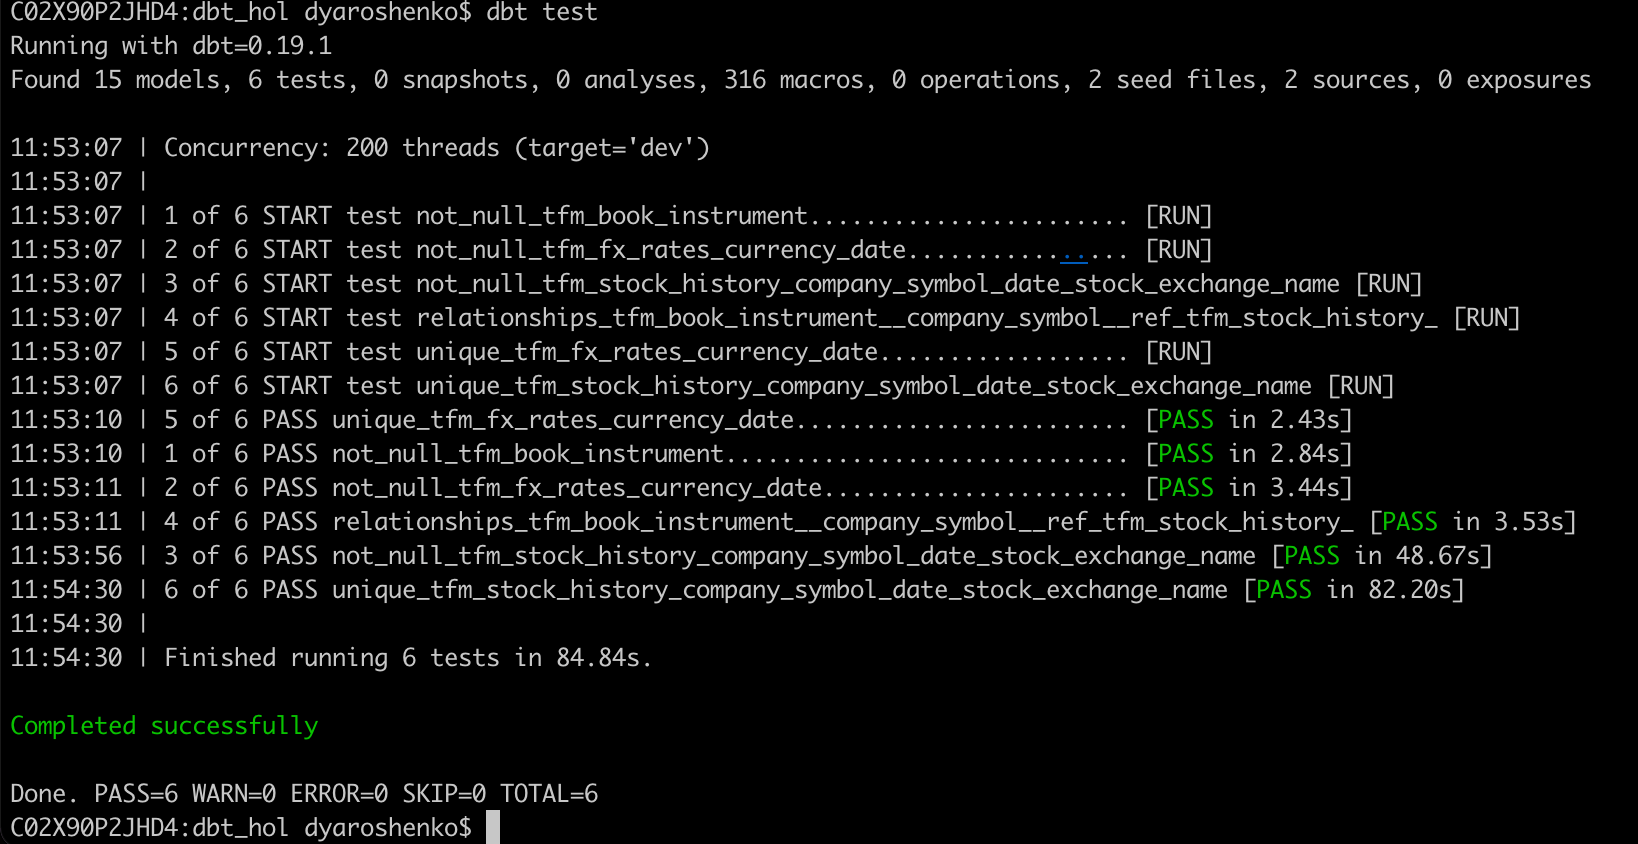 C02X90P2JHD4:dbt_hol dyaroshenko$ dbt test
Running with dbt=0.19.1
Found 15 models, 6 tests, 0 snapshots, 0 analyses, 316 macros, 0 operations, 2 seed files, 2 sources, 0 exposures
11:53:07 | Concurrency: 200 threads (target='dev')
11:53:07 |
11:53:07 | 1 of 6 START test not_null_tfm_book_instrument....................... [RUN]
11:53:07 | 2 of 6 START test not_null_tfm_fx_rates_currency_date................ [RUN]
11:53:07 | 3 of 6 START test not_null_tfm_stock_history_company_symbol_date_stock_exchange_name [RUN]
11:53:07 | 4 of 6 START test relationships_tfm_book_instrument__company_symbol__ref_tfm_stock_history_ [RUN]
11:53:07 | 5 of 6 START test unique_tfm_fx_rates_currency_date.................. [RUN]
11:53:07 | 6 of 6 START test unique_tfm_stock_history_company_symbol_date_stock_exchange_name [RUN]
11:53:10 | 5 of 6 PASS unique_tfm_fx_rates_currency_date........................ [PASS in 2.43s]
11:53:10 | 1 of 6 PASS not_null_tfm_book_instrument............................. [PASS in 2.84s]
11:53:11 | 2 of 6 PASS not_null_tfm_fx_rates_currency_date...................... [PASS in 3.44s]
11:53:11 | 4 of 6 PASS relationships_tfm_book_instrument__company_symbol__ref_tfm_stock_history_ [PASS in 3.53s]
11:53:56 | 3 of 6 PASS not_null_tfm_stock_history_company_symbol_date_stock_exchange_name [PASS in 48.67s]
11:54:30 | 6 of 6 PASS unique_tfm_stock_history_company_symbol_date_stock_exchange_name [PASS in 82.20s]
11:54:30 |
11:54:30 | Finished running 6 tests in 84.84s.
Completed successfully
Done. PASS=6 WARN=0 ERROR=0 SKIP=0 TOTAL=6
C02X90P2JHD4:dbt_hol dyaroshenko$